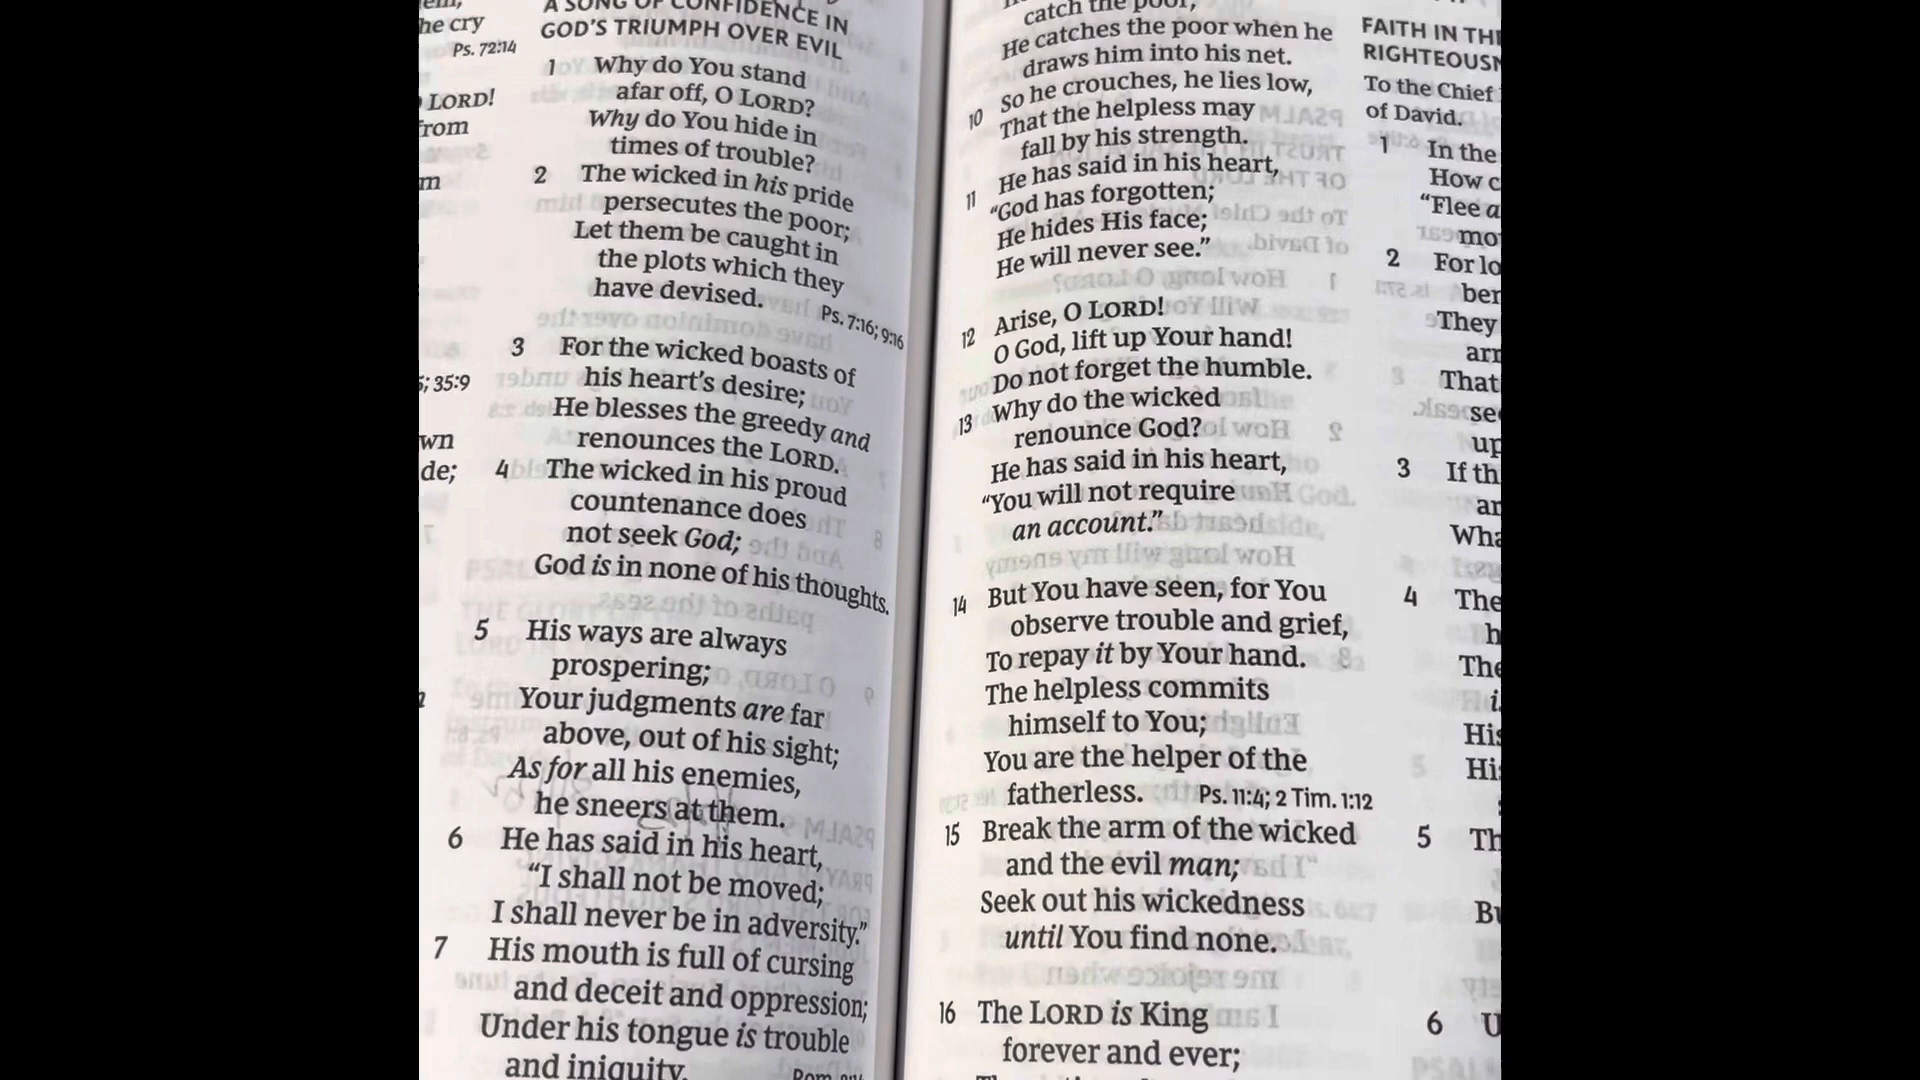 he cry
Ps. 72:14
LORD!
from
m
; 35:9
wn
de;
A SONG OF CONFIDENCE IN
GOD'S TRIUMPH OVER EVIL
1 Why do You stand
afar off, O LORD?
Why do You hide in
times of trouble?
2 The wicked in his pride
persecutes the poor;
Let them be caught in
the plots which they
have devised.
Ps. 7:16; 9:16
3 For the wicked boasts of
his heart's desire;
He blesses the greedy and
renounces the LORD.
4 The wicked in his proud
countenance does
not seek God;
God is in none of his thoughts.
5 His ways are always
prospering;
Your judgments are far
above, out of his sight;
As for all his enemies,
he sneers at them.
6 He has said in his heart,
“I shall not be moved;
I shall never be in adversity.”
7 His mouth is full of cursing
and deceit and oppression;
Under his tongue is trouble
and iniquity.
catch the poor;
He catches the poor when he
draws him into his net.
10 So he crouches, he lies low,
That the helpless may
fall by his strength.
11 He has said in his heart,
“God has forgotten;
He hides His face;
He will never see.”
12 Arise, O LORD!
O God, lift up Your hand!
Do not forget the humble.
13 Why do the wicked
renounce God?
He has said in his heart,
“You will not require
an account.”
14 But You have seen, for You
observe trouble and grief,
To repay it by Your hand.
The helpless commits
himself to You;
You are the helper of the
fatherless. Ps. 11:4; 2 Tim. 1:12
15 Break the arm of the wicked
and the evil man;
Seek out his wickedness
until You find none.
16 The LORD is King
forever and ever;
FAITH IN THE
RIGHTEOUSN
To the Chief
of David.
1 In the
How c
“Flee a
mo
2 For lo
ber
They
arr
That
se
up
3 If th
ar
Wha
4 The
h
The
i
His
His
5 Th
Bu
6 U